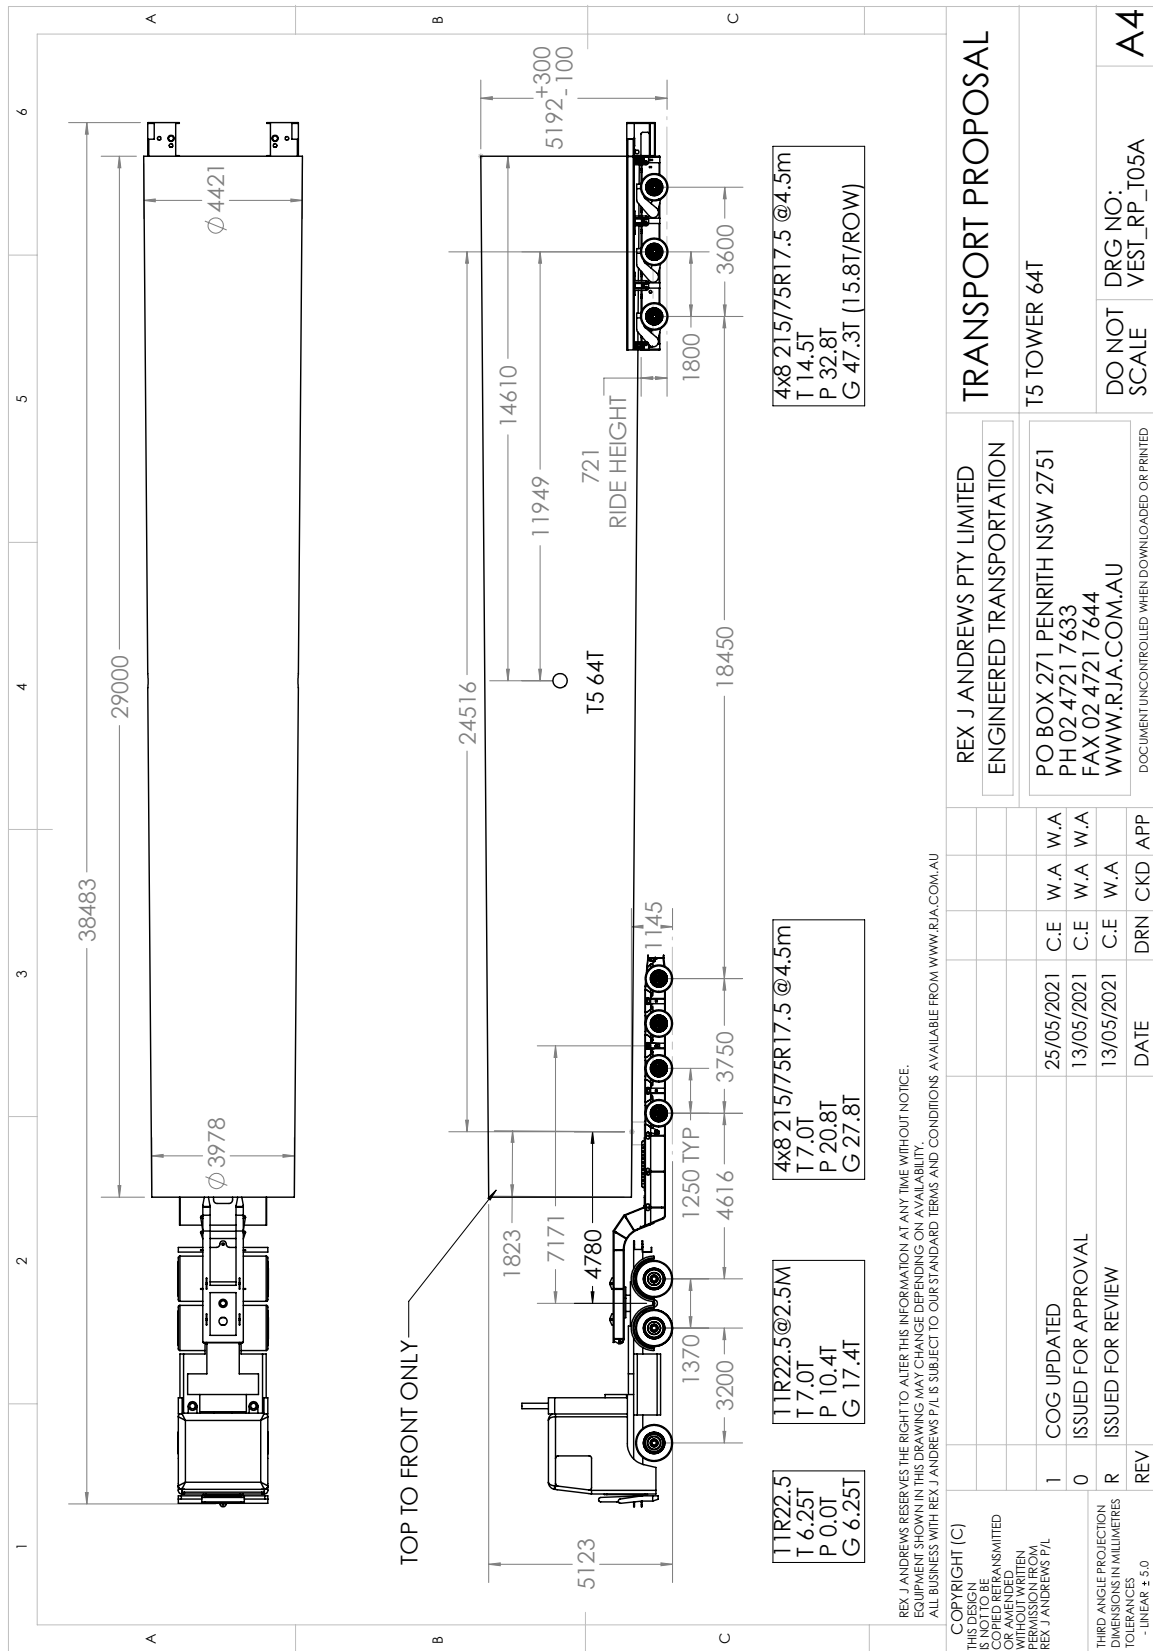 1
2
3
4
5
6
A
B
C
A
B
C
38483
29000
Ø 3978
Ø 4421
TOP TO FRONT ONLY
24516
14610
11949
T5 64T
1823
7171
4780
5123
5192 +300
-100
721
RIDE HEIGHT
1145
1250 TYP
1370
3200
4616
3750
18450
1800
3600
11R22.5
T 6.25T
P 0.0T
G 6.25T
11R22.5@2.5M
T 7.0T
P 10.4T
G 17.4T
4x8 215/75R17.5 @4.5m
T 7.0T
P 20.8T
G 27.8T
4x8 215/75R17.5 @4.5m
T 14.5T
P 32.8T
G 47.3T (15.8T/ROW)
REX J ANDREWS RESERVES THE RIGHT TO ALTER THIS INFORMATION AT ANY TIME WITHOUT NOTICE.
EQUIPMENT SHOWN IN THIS DRAWING MAY CHANGE DEPENDING ON AVAILABILITY.
ALL BUSINESS WITH REX J ANDREWS P/L IS SUBJECT TO OUR STANDARD TERMS AND CONDITIONS AVAILABLE FROM WWW.RJA.COM.AU
COPYRIGHT (C)
THIS DESIGN
IS NOT TO BE
COPIED RETRANSMITTED
OR AMENDED
WITHOUT WRITTEN
PERMISSION FROM
REX J ANDREWS P/L
THIRD ANGLE PROJECTION
DIMENSIONS IN MILLIMETRES
TOLERANCES
- LINEAR ± 5.0
1 COG UPDATED 25/05/2021 C.E W.A W.A
0 ISSUED FOR APPROVAL 13/05/2021 C.E W.A W.A
R ISSUED FOR REVIEW 13/05/2021 C.E W.A
REV DATE DRN CKD APP
REX J ANDREWS PTY LIMITED
ENGINEERED TRANSPORTATION
PO BOX 271 PENRITH NSW 2751
PH 02 4721 7633
FAX 02 4721 7644
WWW.RJA.COM.AU
DOCUMENT UNCONTROLLED WHEN DOWNLOADED OR PRINTED
TRANSPORT PROPOSAL
T5 TOWER 64T
DO NOT
SCALE
DRG NO:
VEST_RP_T05A
A4